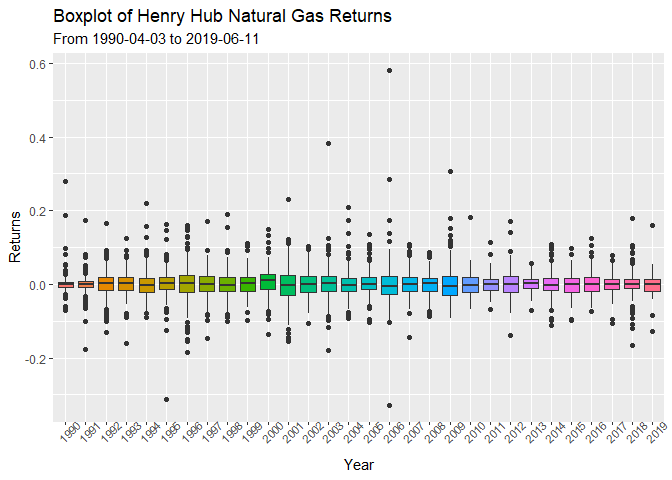 Boxplot of Henry Hub Natural Gas Returns
From 1990-04-03 to 2019-06-11
0.6
0.4
0.2
0.0
-0.2
Returns
1990 1991 1992 1993 1994 1995 1996 1997 1998 1999 2000 2001 2002 2003 2004 2005 2006 2007 2008 2009 2010 2011 2012 2013 2014 2015 2016 2017 2018 2019
Year